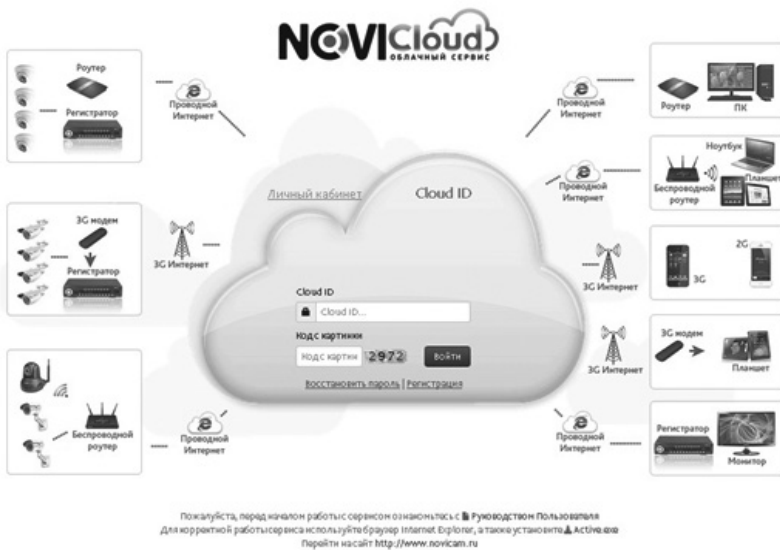 NOVICloud
ОБЛАЧНЫЙ СЕРВИС
Роутер
Регистратор
Проводной
Интернет
Проводной
Интернет
Роутер
ПК
Ноутбук
Планшет
Беспроводной
роутер
Проводной
Интернет
Личный кабинет
Cloud ID
3G модем
Регистратор
3G Интернет
3G Интернет
3G
2G
Cloud ID
Cloud ID...
Код с картинки
Код с картин
2972
Войти
Восстановить пароль | Регистрация
3G Интернет
3G модем
Планшет
Беспроводной
роутер
Проводной
Интернет
Проводной
Интернет
Регистратор
Монитор
Пожалуйста, перед началом работы с сервисом ознакомьтесь с Руководством Пользователя
Для корректной работы сервиса используйте браузер Internet Explorer, а также установите Active.exe
Перейти на сайт http://www.novicam.ru